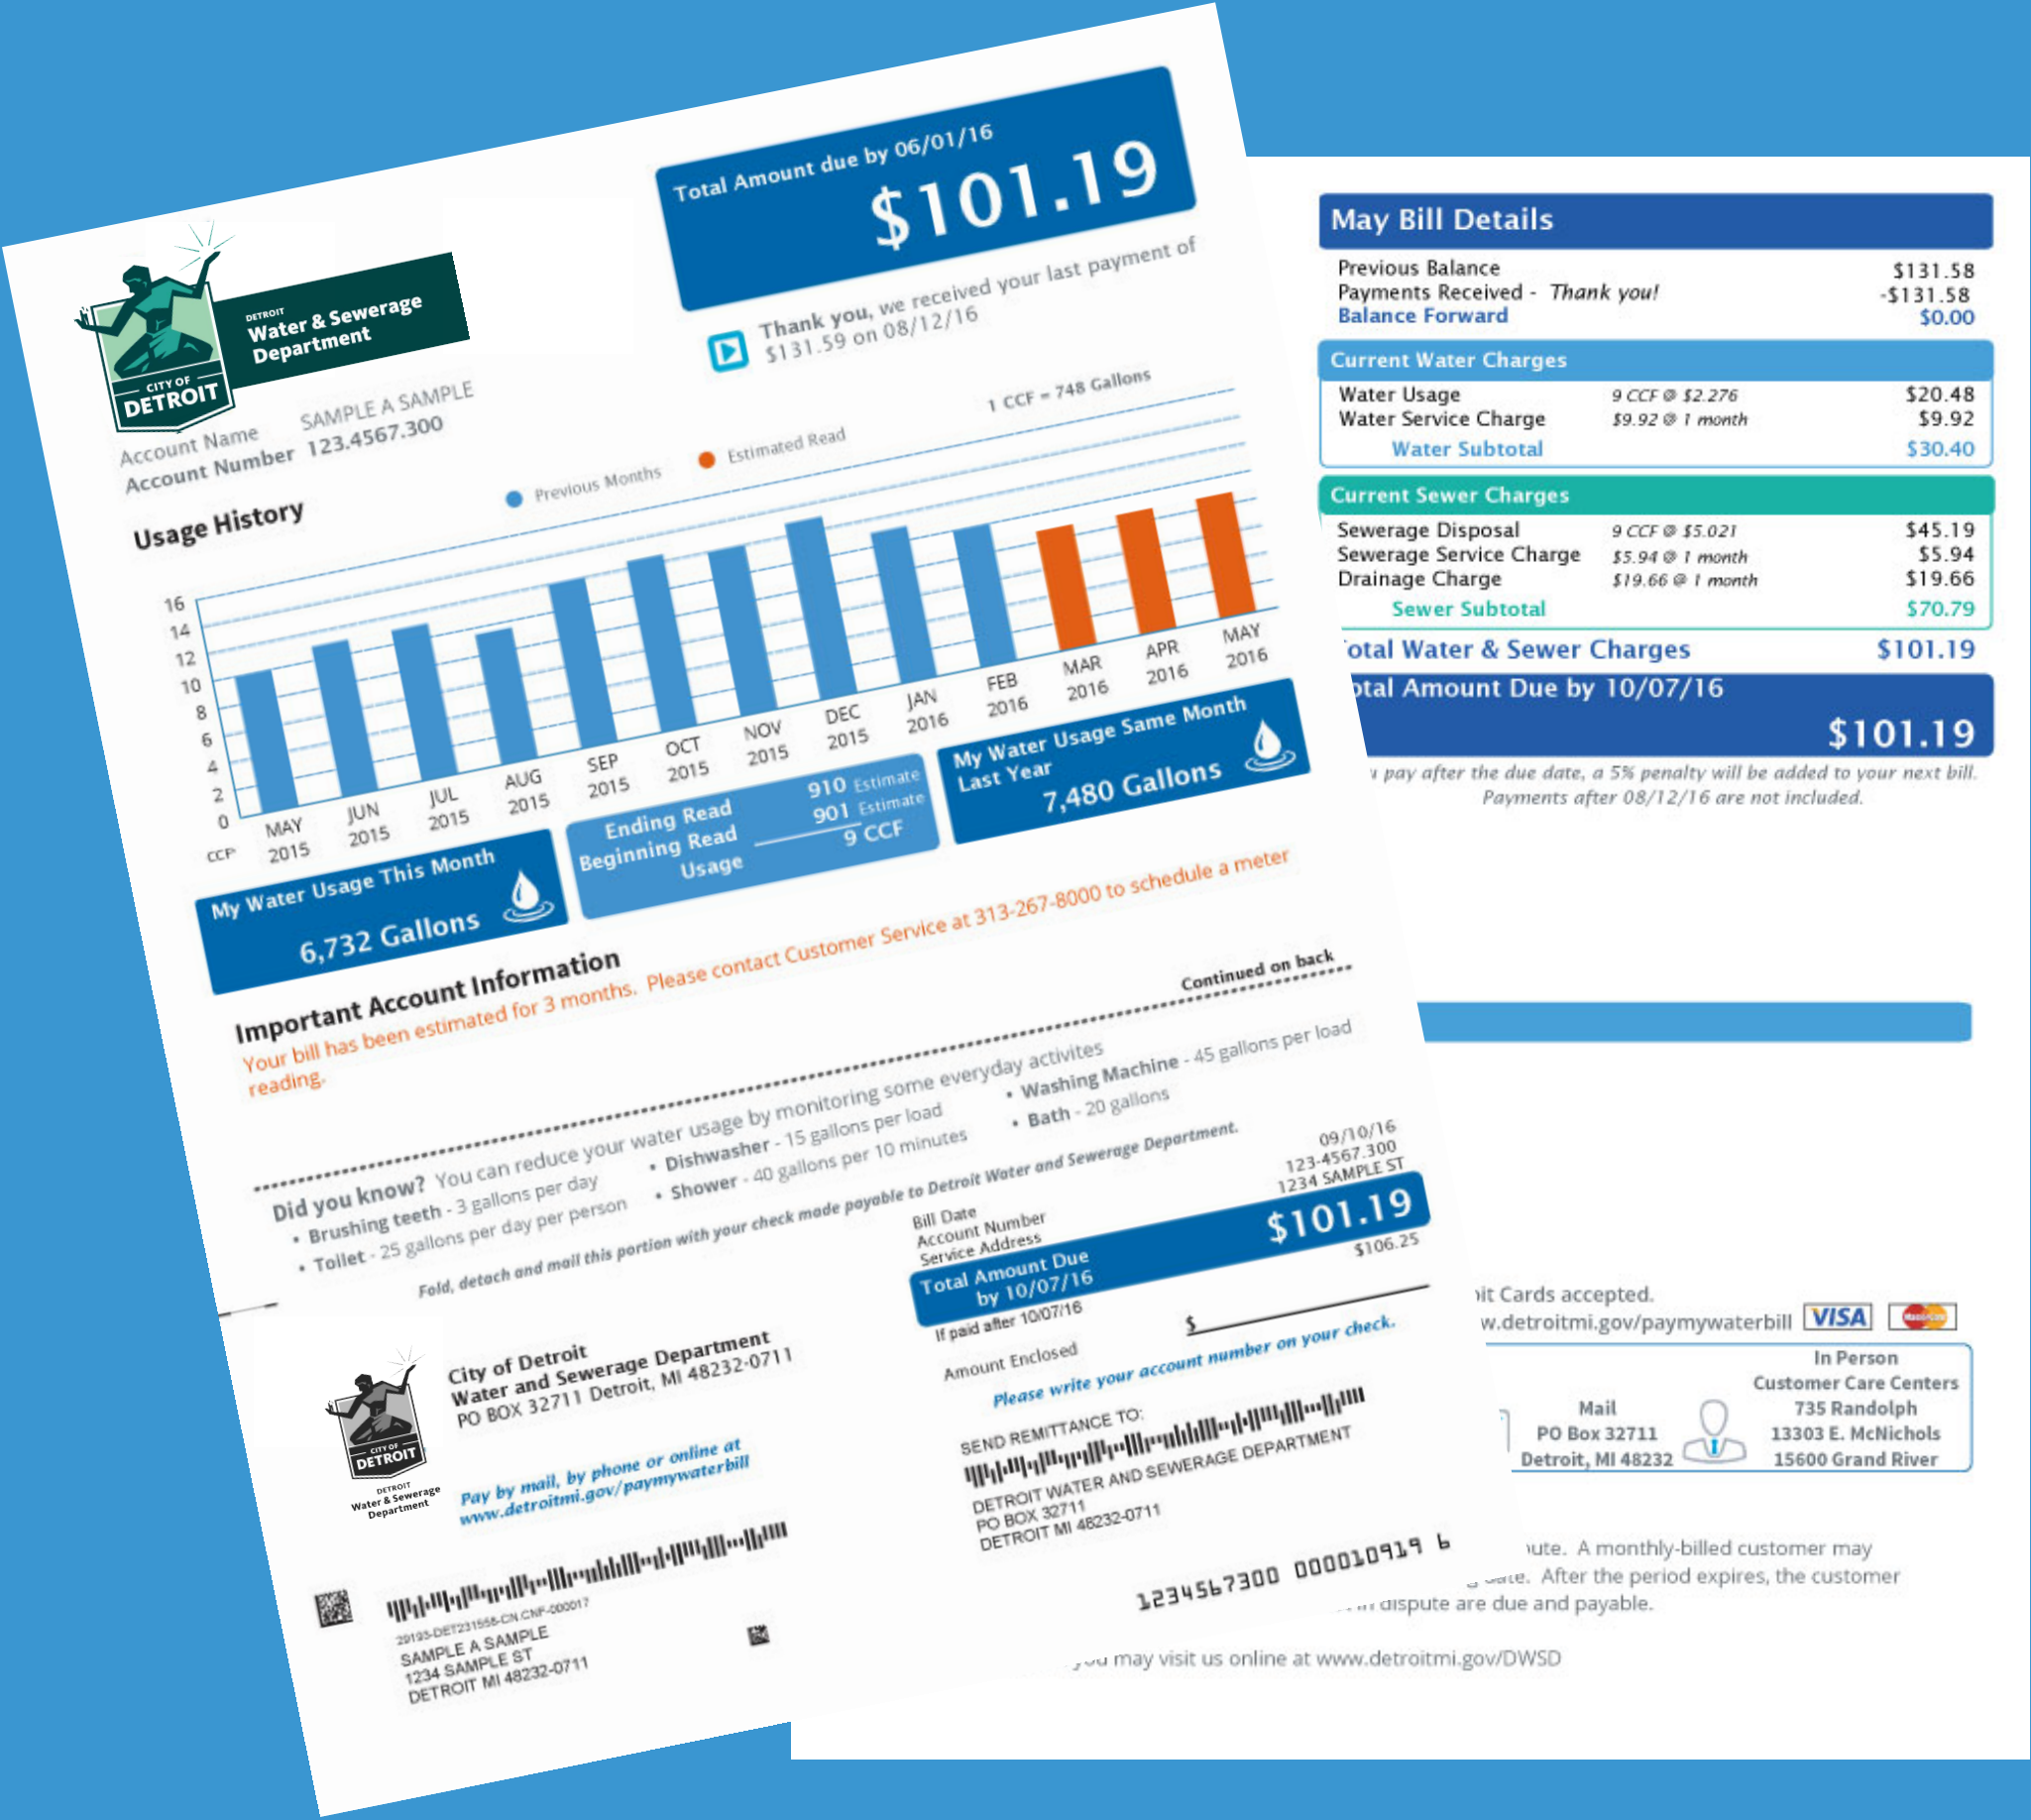 Total Amount due by 06/01/16
$101.19
Thank you, we received your last payment of
$131.59 on 08/12/16
DETROIT
Water & Sewerage
Department
CITY OF
DETROIT
Account Name SAMPLE A SAMPLE
Account Number 123.4567.300
Usage History
Previous Months
Estimated Read
1 CCF = 748 Gallons
16
14
12
10
8
6
4
2
0
CCF
MAY
2015
JUN
2015
JUL
2015
AUG
2015
SEP
2015
OCT
2015
NOV
2015
DEC
2015
JAN
2016
FEB
2016
MAR
2016
APR
2016
MAY
2016
My Water Usage This Month
6,732 Gallons
Ending Read 910 Estimate
Beginning Read 901 Estimate
Usage 9 CCF
My Water Usage Same Month
Last Year
7,480 Gallons
Important Account Information
Your bill has been estimated for 3 months. Please contact Customer Service at 313-267-8000 to schedule a meter
reading.
Continued on back
Did you know? You can reduce your water usage by monitoring some everyday activites
• Brushing teeth - 3 gallons per day
• Toilet - 25 gallons per day per person
• Dishwasher - 15 gallons per load
• Shower - 40 gallons per 10 minutes
• Washing Machine - 45 gallons per load
• Bath - 20 gallons
Fold, detach and mail this portion with your check made payable to Detroit Water and Sewerage Department.
Bill Date 09/10/16
Account Number 123-4567.300
Service Address 1234 SAMPLE ST
Total Amount Due
by 10/07/16
$101.19
If paid after 10/07/16 $106.25
Amount Enclosed $
Please write your account number on your check.
CITY OF
DETROIT
DETROIT
Water & Sewerage
Department
City of Detroit
Water and Sewerage Department
PO BOX 32711 Detroit, MI 48232-0711
Pay by mail, by phone or online at
www.detroitmi.gov/paymywaterbill
SEND REMITTANCE TO:
DETROIT WATER AND SEWERAGE DEPARTMENT
PO BOX 32711
DETROIT MI 48232-0711
SAMPLE A SAMPLE
1234 SAMPLE ST
DETROIT MI 48232-0711
1234567300 000010919 6
May Bill Details
Previous Balance $131.58
Payments Received - Thank you! -$131.58
Balance Forward $0.00
Current Water Charges
Water Usage 9 CCF @ $2.276 $20.48
Water Service Charge $9.92 @ 1 month $9.92
Water Subtotal $30.40
Current Sewer Charges
Sewerage Disposal 9 CCF @ $5.021 $45.19
Sewerage Service Charge $5.94 @ 1 month $5.94
Drainage Charge $19.66 @ 1 month $19.66
Sewer Subtotal $70.79
otal Water & Sewer Charges $101.19
otal Amount Due by 10/07/16
$101.19
pay after the due date, a 5% penalty will be added to your next bill.
Payments after 08/12/16 are not included.
it Cards accepted.
w.detroitmi.gov/paymywaterbill
VISA
MasterCard
Mail
PO Box 32711
Detroit, MI 48232
In Person
Customer Care Centers
735 Randolph
13303 E. McNichols
15600 Grand River
ute. A monthly-billed customer may
After the period expires, the customer
dispute are due and payable.
may visit us online at www.detroitmi.gov/DWSD